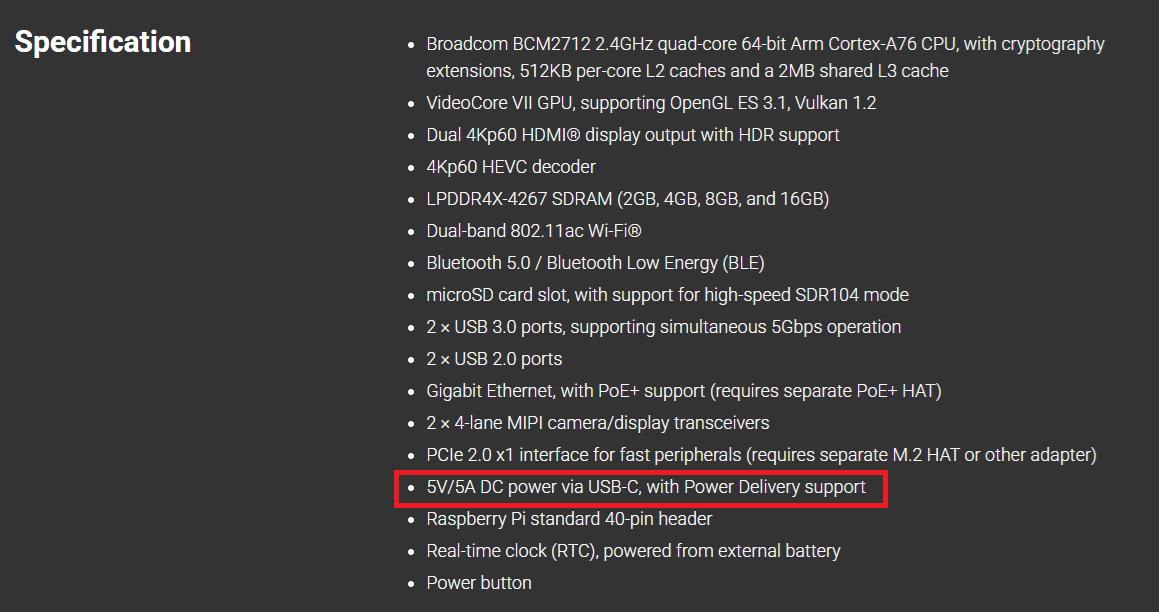 Specification
• Broadcom BCM2712 2.4GHz quad-core 64-bit Arm Cortex-A76 CPU, with cryptography
extensions, 512KB per-core L2 caches and a 2MB shared L3 cache
• VideoCore VII GPU, supporting OpenGL ES 3.1, Vulkan 1.2
• Dual 4Kp60 HDMI® display output with HDR support
• 4Kp60 HEVC decoder
• LPDDR4X-4267 SDRAM (2GB, 4GB, 8GB, and 16GB)
• Dual-band 802.11ac Wi-Fi®
• Bluetooth 5.0 / Bluetooth Low Energy (BLE)
• microSD card slot, with support for high-speed SDR104 mode
• 2 × USB 3.0 ports, supporting simultaneous 5Gbps operation
• 2 × USB 2.0 ports
• Gigabit Ethernet, with PoE+ support (requires separate PoE+ HAT)
• 2 × 4-lane MIPI camera/display transceivers
• PCIe 2.0 x1 interface for fast peripherals (requires separate M.2 HAT or other adapter)
• 5V/5A DC power via USB-C, with Power Delivery support
• Raspberry Pi standard 40-pin header
• Real-time clock (RTC), powered from external battery
• Power button